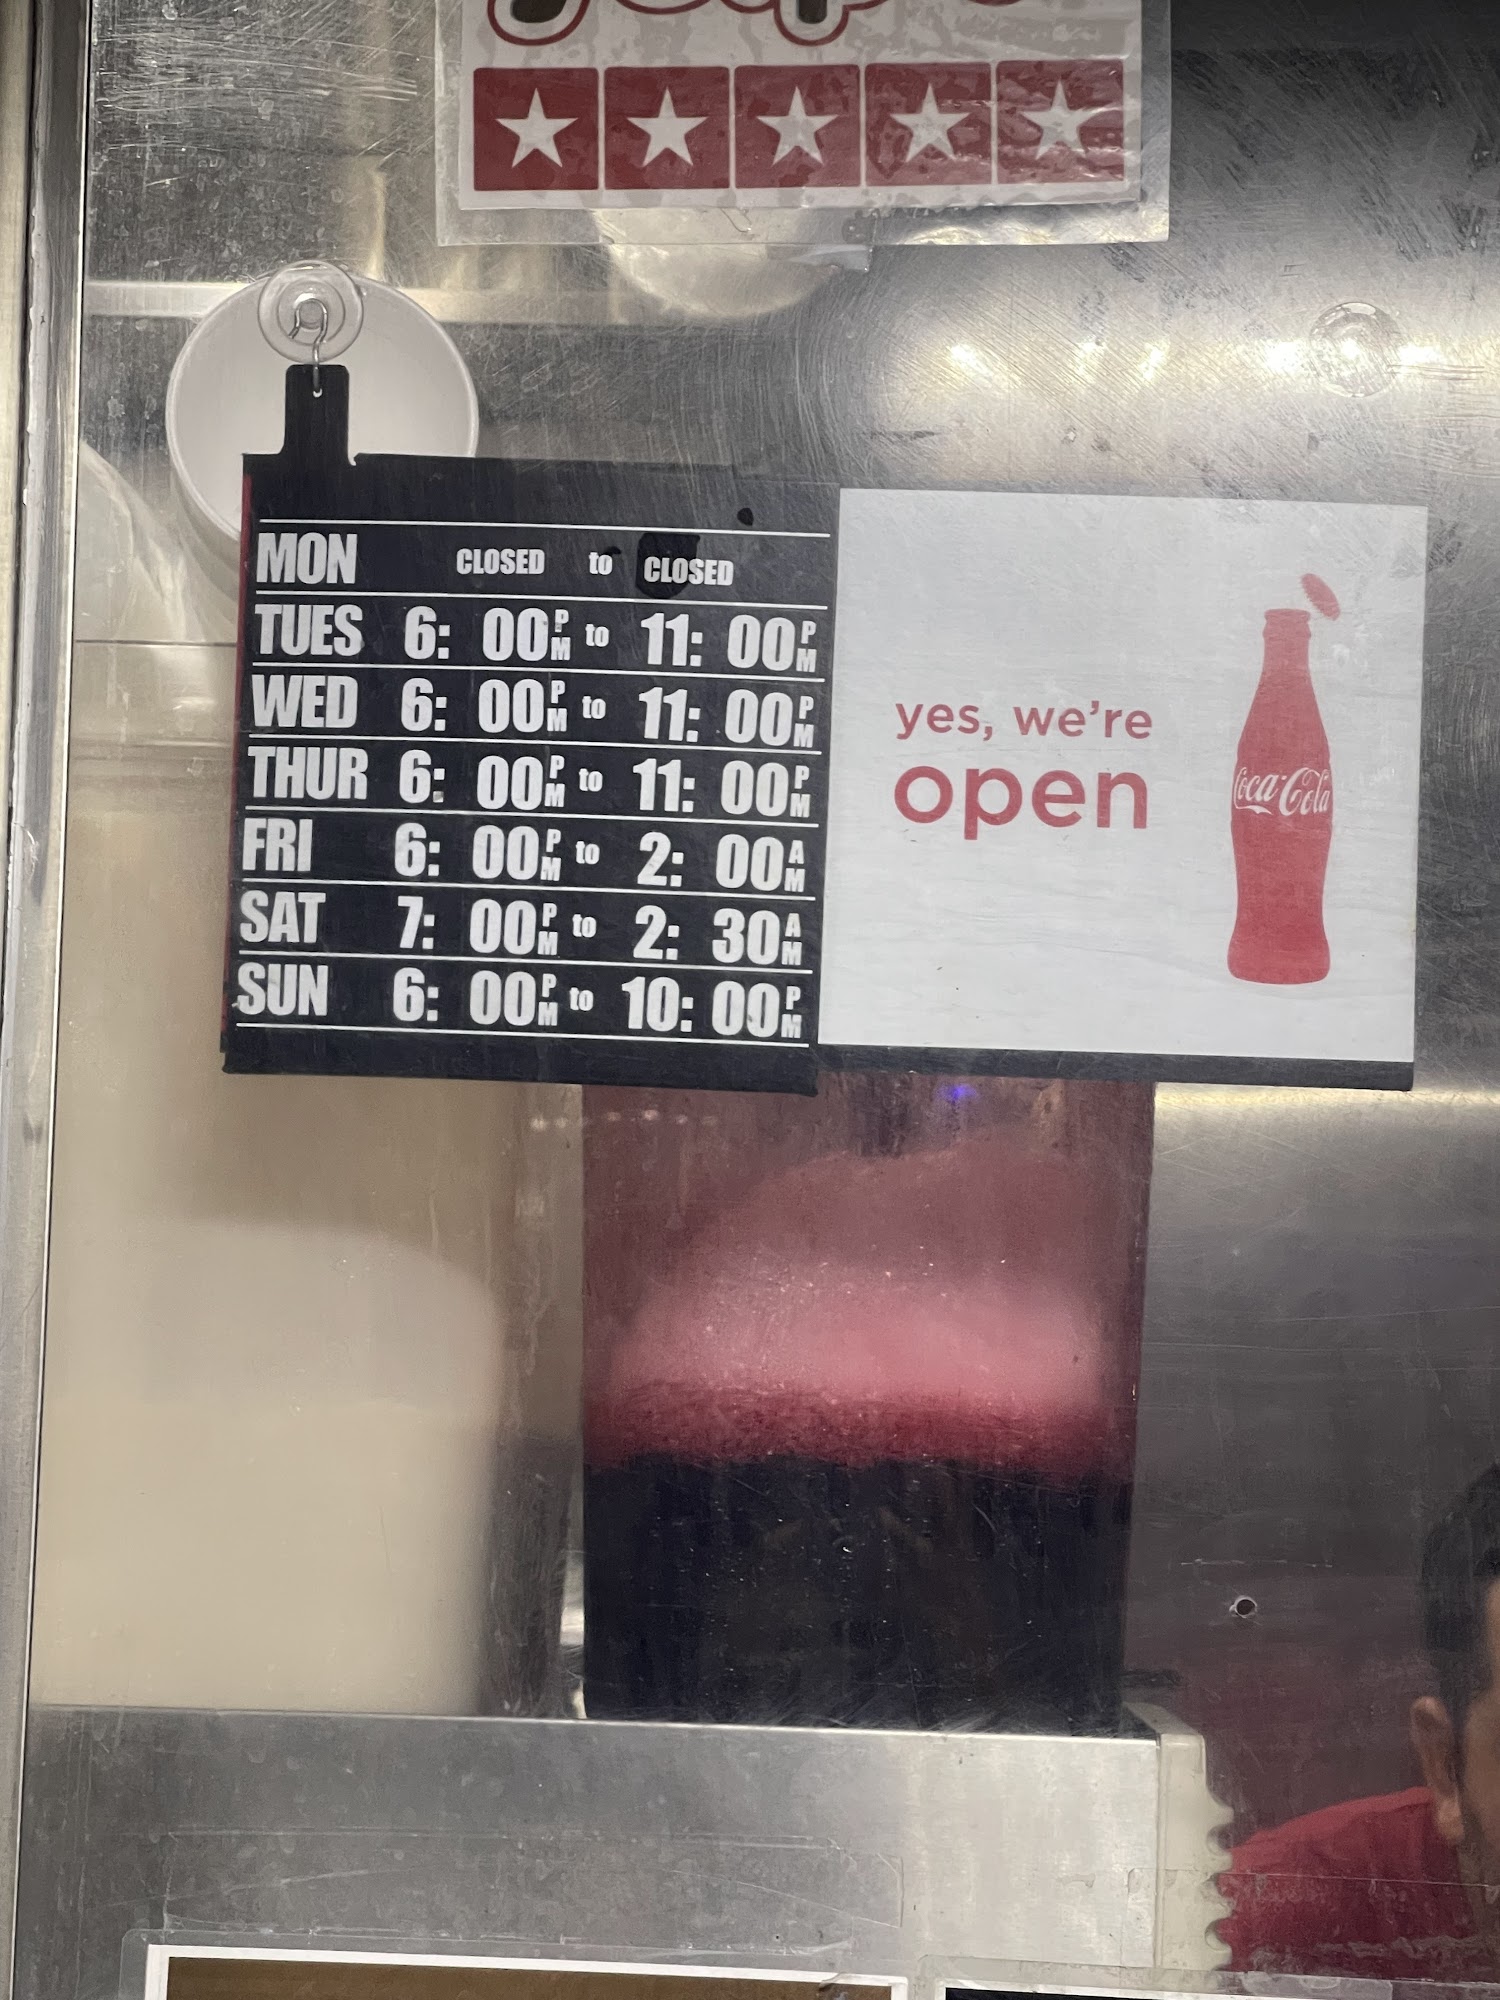 MON CLOSED to CLOSED
TUES 6: 00PM to 11: 00PM
WED 6: 00PM to 11: 00PM
THUR 6: 00PM to 11: 00PM
FRI 6: 00PM to 2: 00AM
SAT 7: 00PM to 2: 30AM
SUN 6: 00PM to 10: 00PM
yes, we're
open
Coca-Cola